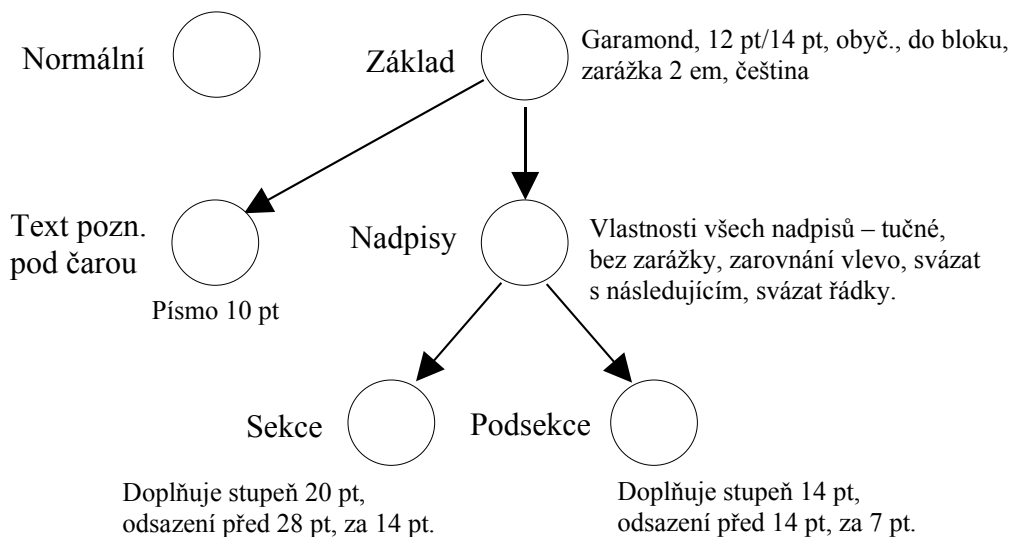 Normální
Základ
Garamond, 12 pt/14 pt, obyč., do bloku,
zarážka 2 em, čeština
Text pozn.
pod čarou
Písmo 10 pt
Nadpisy
Vlastnosti všech nadpisů – tučné,
bez zarážky, zarovnání vlevo, svázat
s následujícím, svázat řádky.
Sekce
Doplňuje stupeň 20 pt,
odsazení před 28 pt, za 14 pt.
Podsekce
Doplňuje stupeň 14 pt,
odsazení před 14 pt, za 7 pt.